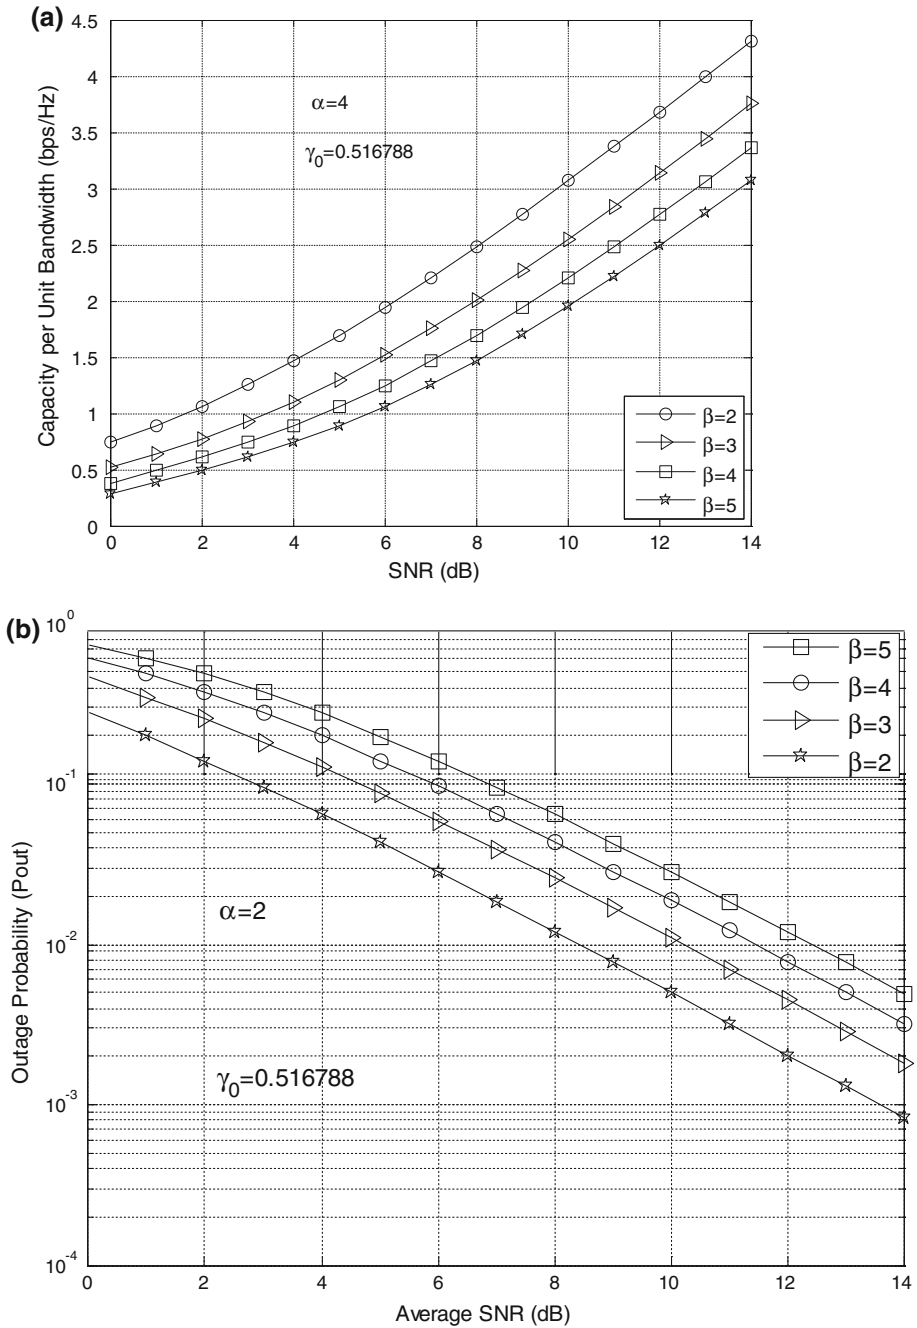 (a)
4.5
4
3.5
3
2.5
2
1.5
1
0.5
0
Capacity per Unit Bandwidth (bps/Hz)
α=4
γ0=0.516788
β=2
β=3
β=4
β=5
0 2 4 6 8 10 12 14
SNR (dB)
(b)
10^0
10^-1
10^-2
10^-3
10^-4
Outage Probability (Pout)
β=5
β=4
β=3
β=2
α=2
γ0=0.516788
0 2 4 6 8 10 12 14
Average SNR (dB)